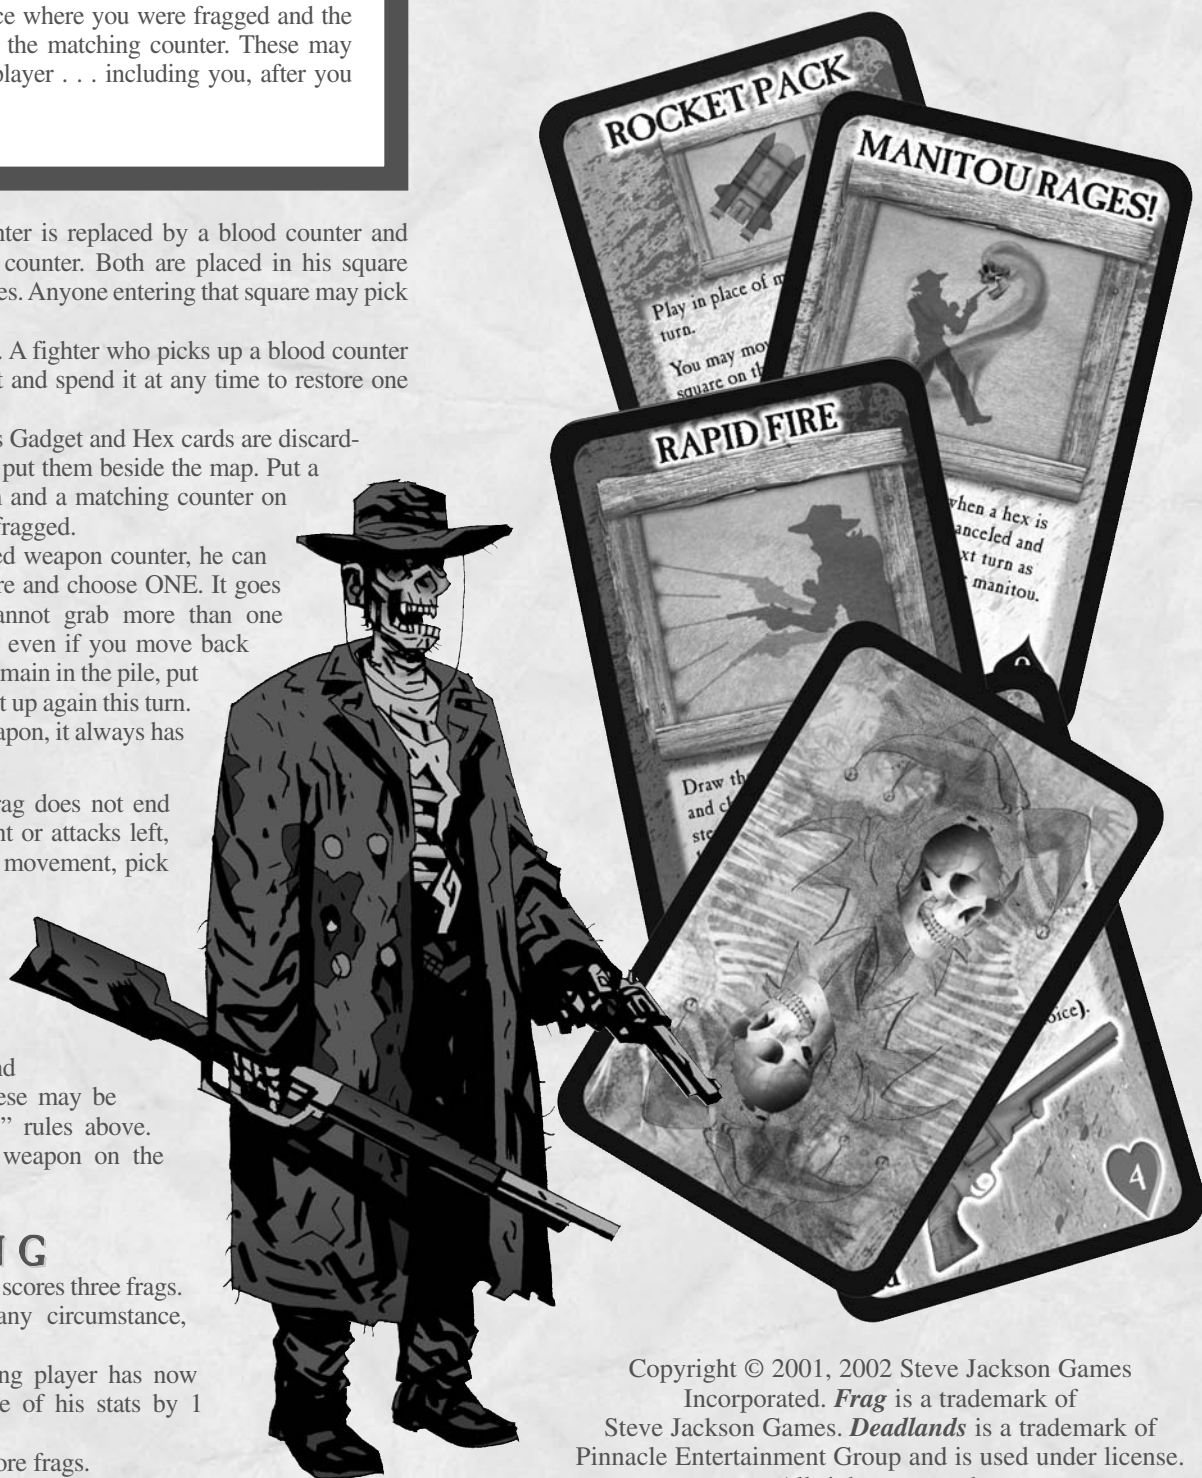 ce where you were fragged and the
the matching counter. These may
player . . . including you, after you
nter is replaced by a blood counter and
counter. Both are placed in his square
es. Anyone entering that square may pick
. A fighter who picks up a blood counter
t and spend it at any time to restore one
s Gadget and Hex cards are discard-
put them beside the map. Put a
and a matching counter on
fragged.
ed weapon counter, he can
re and choose ONE. It goes
annot grab more than one
even if you move back
main in the pile, put
t up again this turn.
apon, it always has
rag does not end
nt or attacks left,
movement, pick
nd
ese may be
” rules above.
weapon on the
N G
scores three frags.
any circumstance,
ng player has now
e of his stats by 1
ore frags.
ROCKET PACK
Play in place of m
turn.
You may mov
square on th
MANITOU RAGES!
when a hex is
anceled and
xt turn as
manitou.
RAPID FIRE
Draw th
and cl
ste
oice).
4
Copyright © 2001, 2002 Steve Jackson Games
Incorporated. Frag is a trademark of
Steve Jackson Games. Deadlands is a trademark of
Pinnacle Entertainment Group and is used under license.